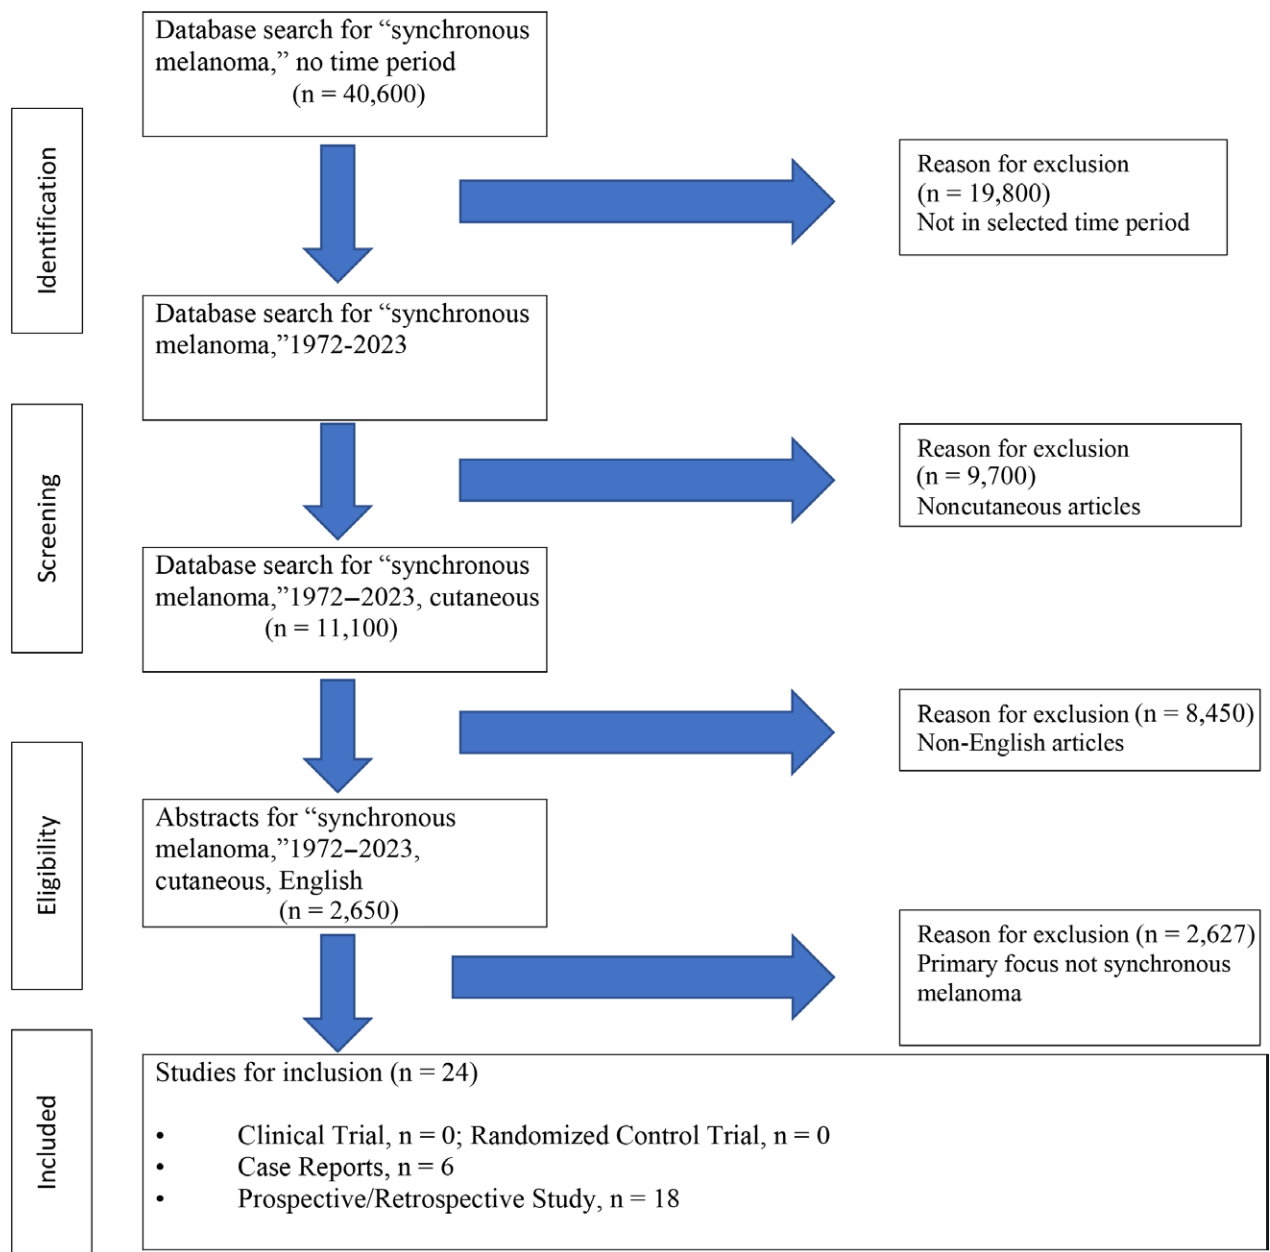 Database search for “synchronous
melanoma,” no time period
(n = 40,600)
Identification
Reason for exclusion
(n = 19,800)
Not in selected time period
Database search for “synchronous
melanoma,”1972-2023
Screening
Reason for exclusion
(n = 9,700)
Noncutaneous articles
Database search for “synchronous
melanoma,”1972–2023, cutaneous
(n = 11,100)
Eligibility
Reason for exclusion (n = 8,450)
Non-English articles
Abstracts for “synchronous
melanoma,”1972–2023,
cutaneous, English
(n = 2,650)
Reason for exclusion (n = 2,627)
Primary focus not synchronous
melanoma
Included
Studies for inclusion (n = 24)
• Clinical Trial, n = 0; Randomized Control Trial, n = 0
• Case Reports, n = 6
• Prospective/Retrospective Study, n = 18